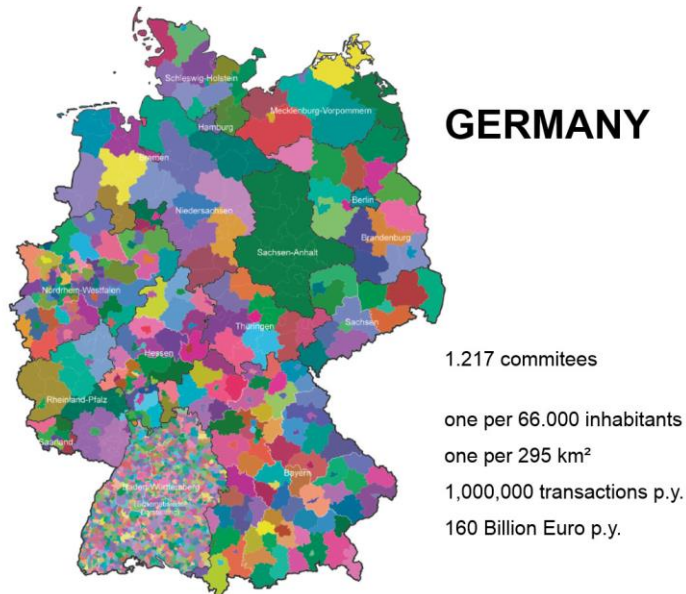 Schleswig-Holstein
Mecklenburg-Vorpommern
Hamburg
GERMANY
Bremen
Berlin
Niedersachsen
Brandenburg
Sachsen-Anhalt
Nordrhein-Westfalen
Thüringen
Sachsen
Hessen
1.217 commitees
Rheinland-Pfalz
one per 66.000 inhabitants
Saarland
one per 295 km²
Bayern
Baden-Württemberg
1,000,000 transactions p.y.
160 Billion Euro p.y.